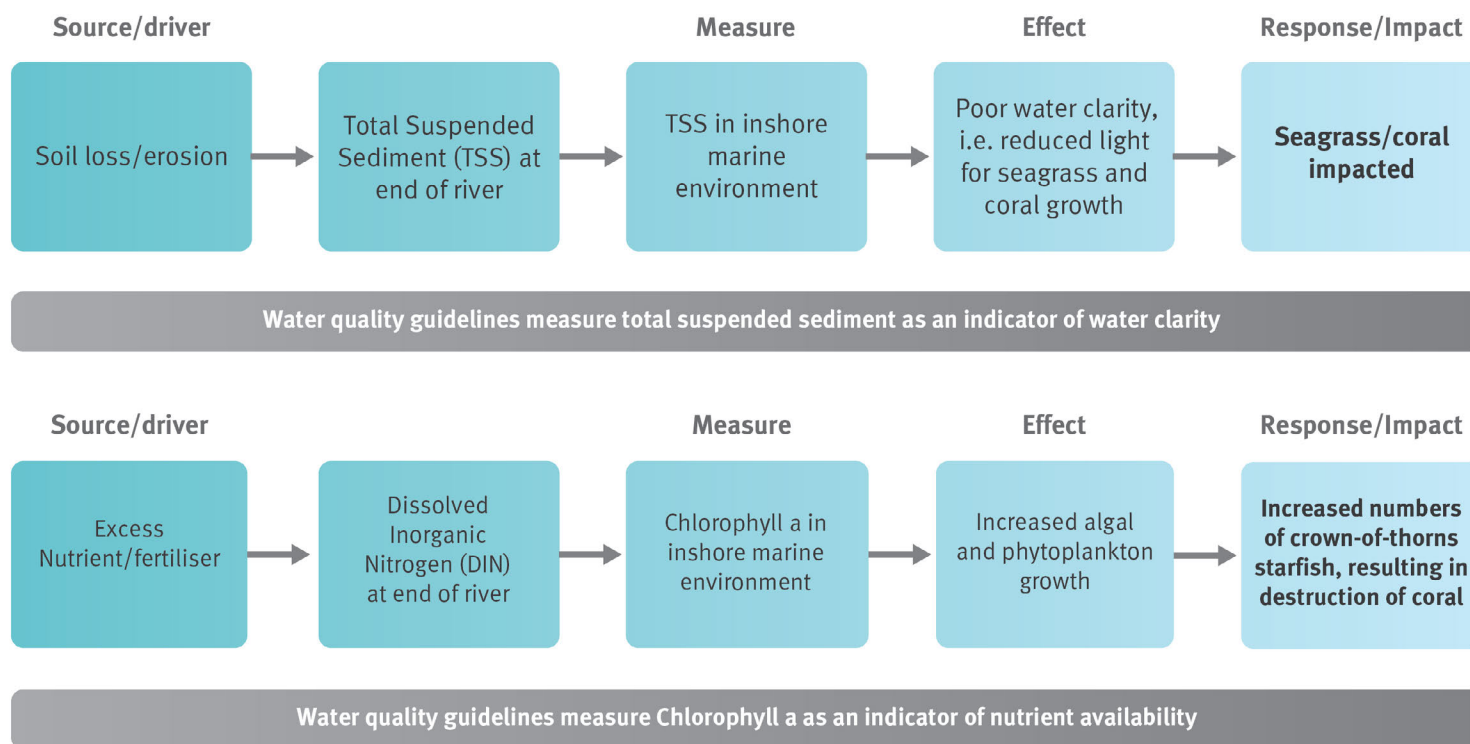 Source/driver
Measure
Effect
Response/Impact
Soil loss/erosion
Total Suspended
Sediment (TSS) at
end of river
TSS in inshore
marine
environment
Poor water clarity,
i.e. reduced light
for seagrass and
coral growth
Seagrass/coral
impacted
Water quality guidelines measure total suspended sediment as an indicator of water clarity
Source/driver
Measure
Effect
Response/Impact
Excess
Nutrient/fertiliser
Dissolved
Inorganic
Nitrogen (DIN)
at end of river
Chlorophyll a in
inshore marine
environment
Increased algal
and phytoplankton
growth
Increased numbers
of crown-of-thorns
starfish, resulting in
destruction of coral
Water quality guidelines measure Chlorophyll a as an indicator of nutrient availability